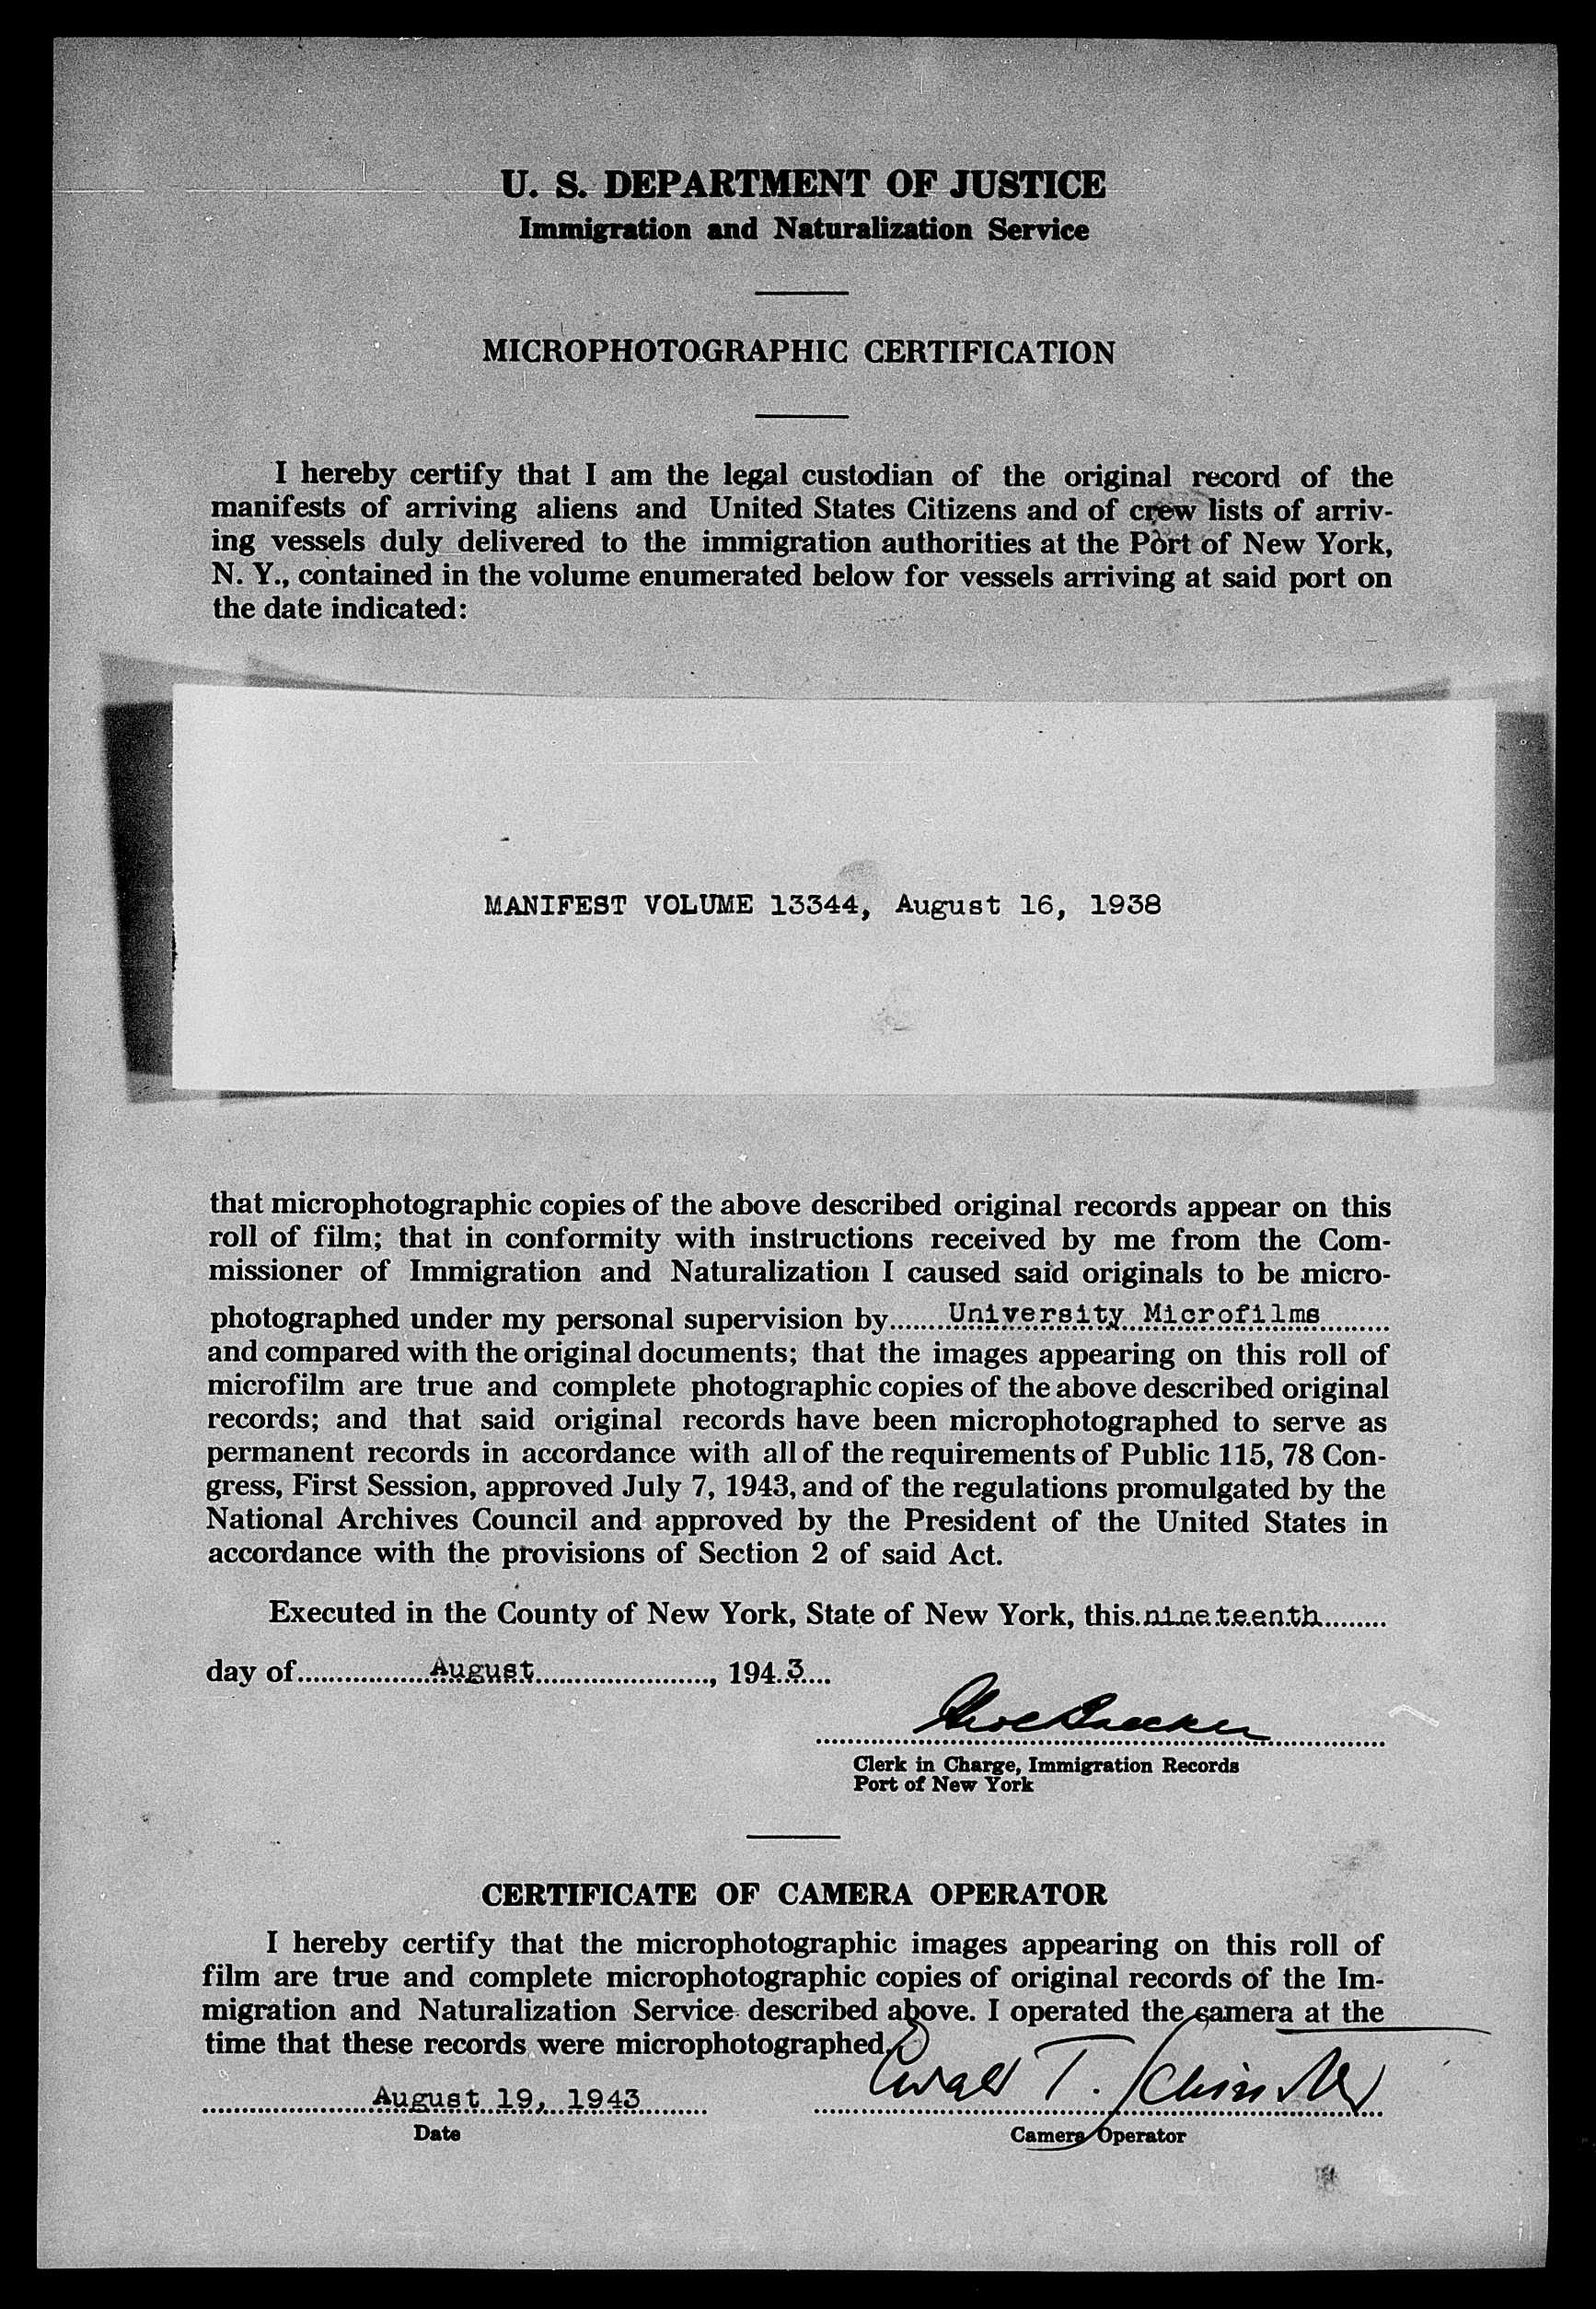 U. S. DEPARTMENT OF JUSTICE
Immigration and Naturalization Service
MICROPHOTOGRAPHIC CERTIFICATION
I hereby certify that I am the legal custodian of the original record of the
manifests of arriving aliens and United States Citizens and of crew lists of arriv-
ing vessels duly delivered to the immigration authorities at the Port of New York,
N. Y., contained in the volume enumerated below for vessels arriving at said port on
the date indicated:
MANIFEST VOLUME 13344, August 16, 1938
that microphotographic copies of the above described original records appear on this
roll of film; that in conformity with instructions received by me from the Com-
missioner of Immigration and Naturalization I caused said originals to be micro-
photographed under my personal supervision by University Microfilms
and compared with the original documents; that the images appearing on this roll of
microfilm are true and complete photographic copies of the above described original
records; and that said original records have been microphotographed to serve as
permanent records in accordance with all of the requirements of Public 115, 78 Con-
gress, First Session, approved July 7, 1943, and of the regulations promulgated by the
National Archives Council and approved by the President of the United States in
accordance with the provisions of Section 2 of said Act.
Executed in the County of New York, State of New York, this nineteenth
day of August, 1943
Clerk in Charge, Immigration Records
Port of New York
CERTIFICATE OF CAMERA OPERATOR
I hereby certify that the microphotographic images appearing on this roll of
film are true and complete microphotographic copies of original records of the Im-
migration and Naturalization Service described above. I operated the camera at the
time that these records were microphotographed.
Ewald T. Schindler
August 19, 1943
Date
Camera Operator